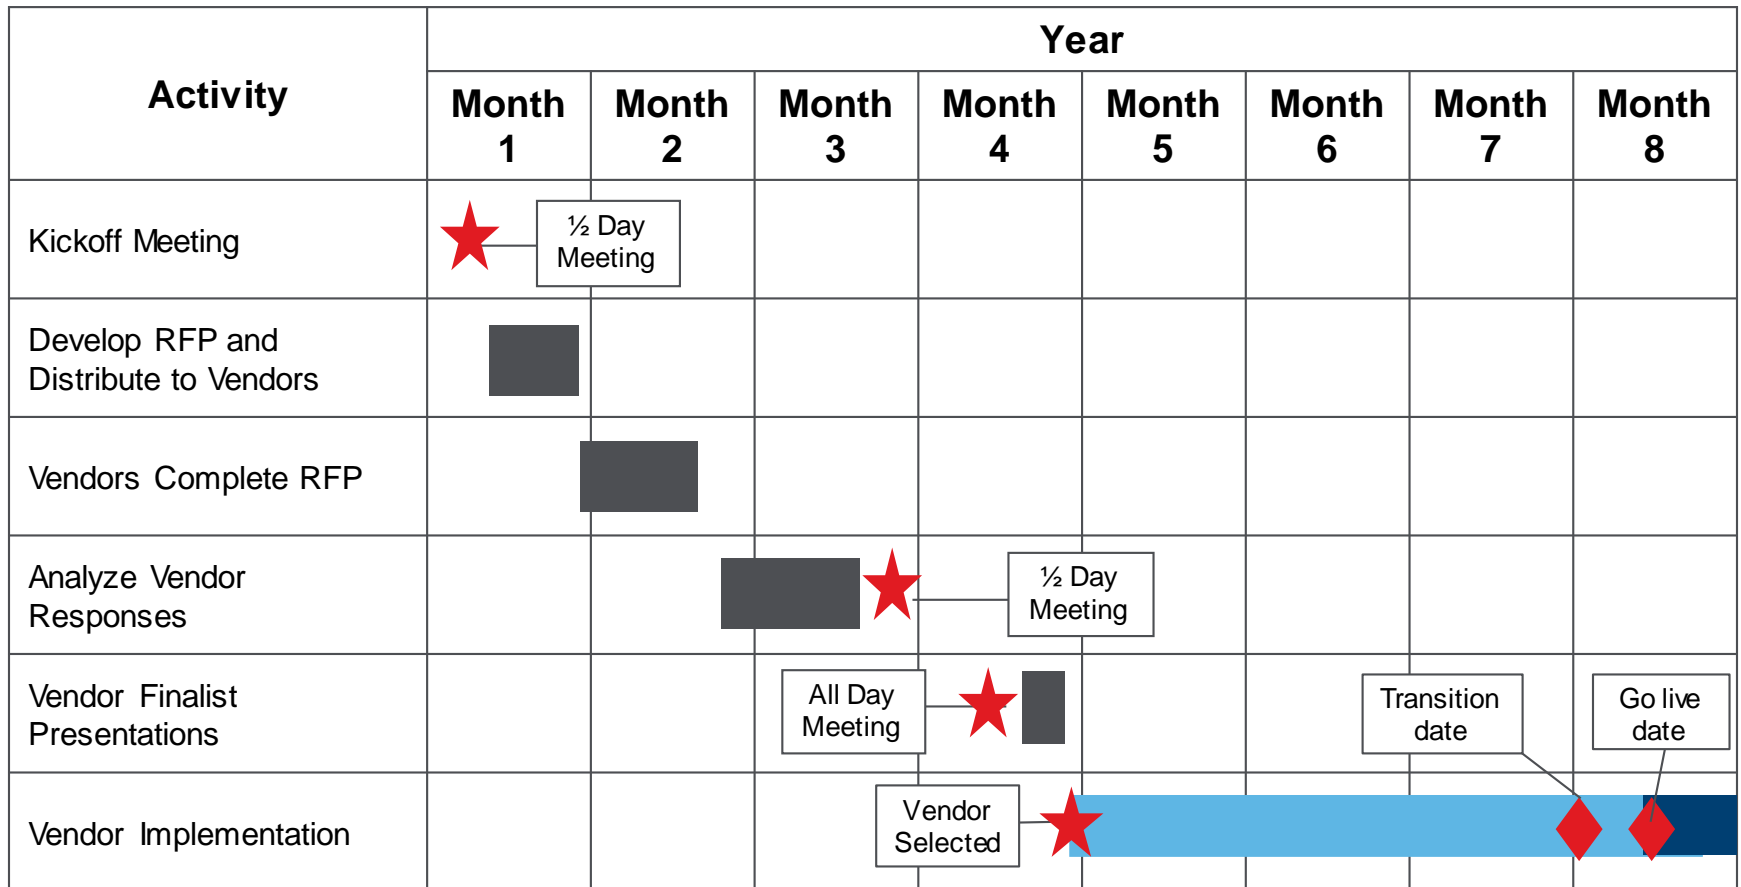 Activity
Year
Month
1
Month
2
Month
3
Month
4
Month
5
Month
6
Month
7
Month
8
Kickoff Meeting
½ Day
Meeting
Develop RFP and
Distribute to Vendors
Vendors Complete RFP
Analyze Vendor
Responses
½ Day
Meeting
Vendor Finalist
Presentations
All Day
Meeting
Transition
date
Go live
date
Vendor Implementation
Vendor
Selected